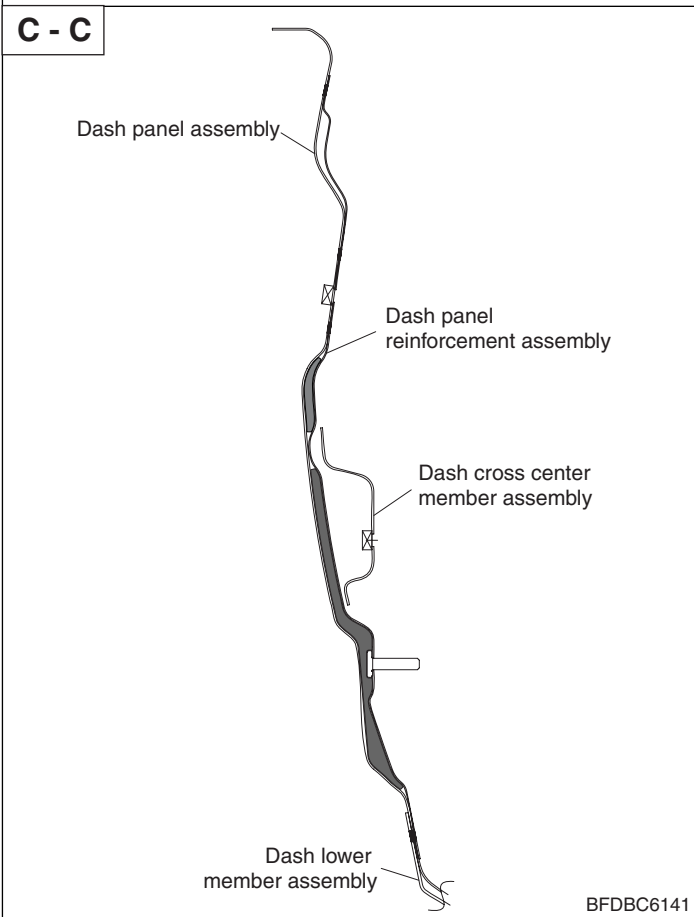 C - C
Dash panel assembly
Dash panel
reinforcement assembly
Dash cross center
member assembly
Dash lower
member assembly
BFDBC6141